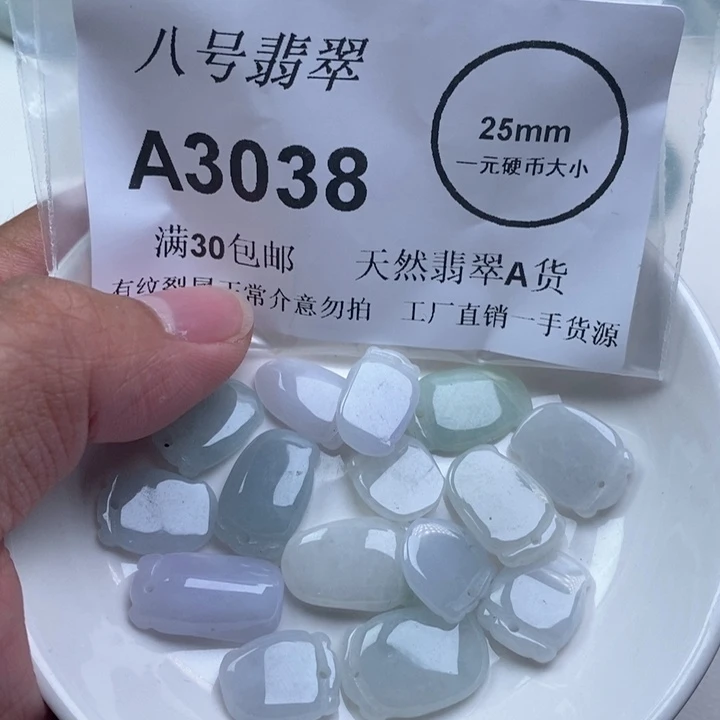 八号翡翠
A3038
25mm
一元硬币大小
满30包邮 天然翡翠A货
有纹裂 正常介意勿拍 工厂直销一手货源